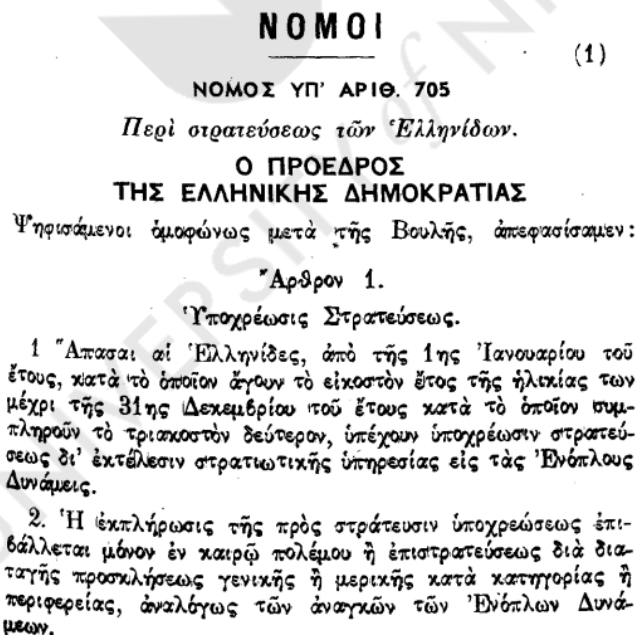 ΝΟΜΟΙ
(1)
ΝΟΜΟΣ ΥΠ' ΑΡΙΘ. 705
Περὶ στρατεύσεως τῶν Ἑλληνίδων.
Ο ΠΡΟΕΔΡΟΣ
ΤΗΣ ΕΛΛΗΝΙΚΗΣ ΔΗΜΟΚΡΑΤΙΑΣ
Ψηφισάμενοι ὁμοφώνως μετὰ τῆς Βουλῆς, ἀπεφασίσαμεν:
Ἄρθρον 1.
Ὑποχρέωσις Στρατεύσεως.
1 Ἅπασαι αἱ Ἑλληνίδες, ἀπὸ τῆς 1ης Ἰανουαρίου τοῦ
ἔτους, κατὰ τὸ ὁποῖον ἄγουν τὸ εἰκοστὸν ἔτος τῆς ἡλικίας των
μέχρι τῆς 31ης Δεκεμβρίου τοῦ ἔτους κατὰ τὸ ὁποῖον συμ-
πληροῦν τὸ τριακοστὸν δεύτερον, ὑπέχουν ὑποχρέωσιν στρατεύ-
σεως δι' ἐκτέλεσιν στρατιωτικῆς ὑπηρεσίας εἰς τὰς Ἐνόπλους
Δυνάμεις.
2. Ἡ ἐκπλήρωσις τῆς πρὸς στράτευσιν ὑποχρεώσεως ἐπι-
βάλλεται μόνον ἐν καιρῷ πολέμου ἢ ἐπιστρατεύσεως διὰ δια-
ταγῆς προσκλήσεως γενικῆς ἢ μερικῆς κατὰ κατηγορίας ἢ
περιφερείας, ἀναλόγως τῶν ἀναγκῶν τῶν Ἐνόπλων Δυνά-
μεων.
UNIVERSITY of NI